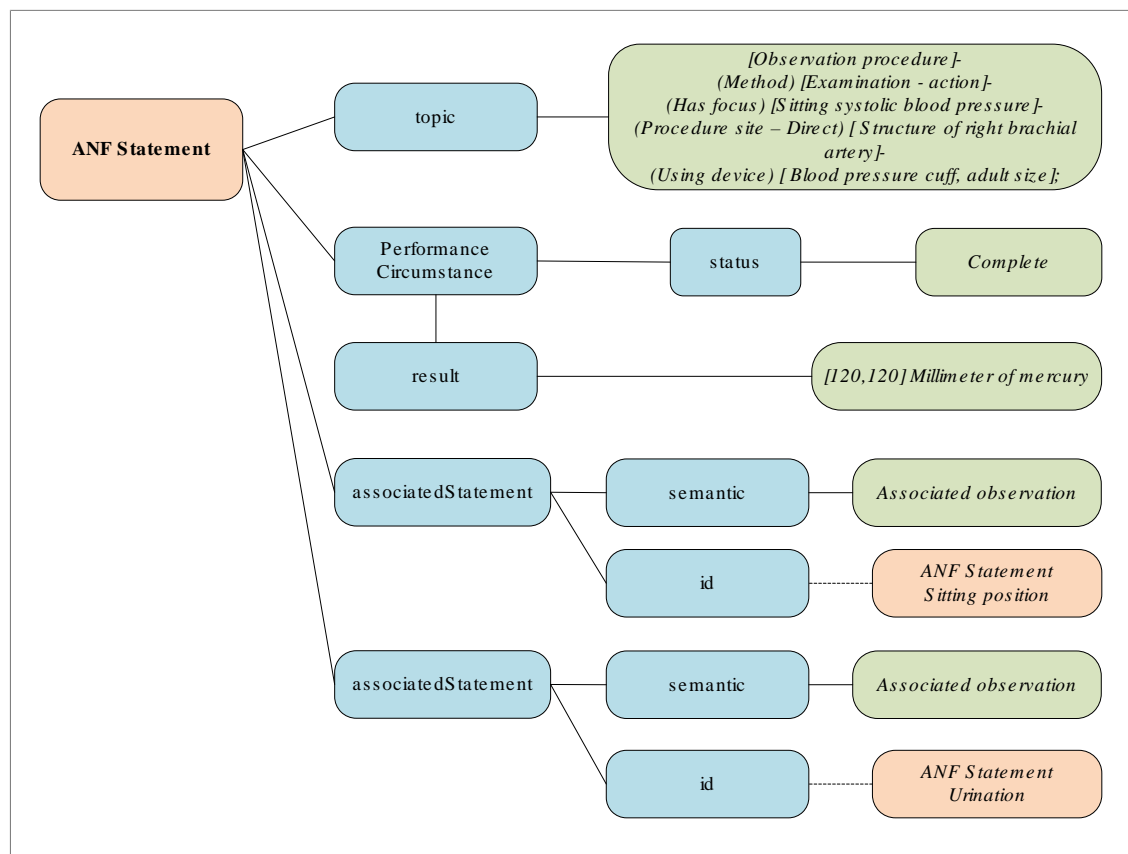 ANF Statement
topic
[Observation procedure]-
(Method) [Examination - action]-
(Has focus) [Sitting systolic blood pressure]-
(Procedure site – Direct) [ Structure of right brachial
artery]-
(Using device) [ Blood pressure cuff, adult size];
Performance
Circumstance
status
Complete
result
[120,120] Millimeter of mercury
associatedStatement
semantic
Associated observation
id
ANF Statement
Sitting position
associatedStatement
semantic
Associated observation
id
ANF Statement
Urination